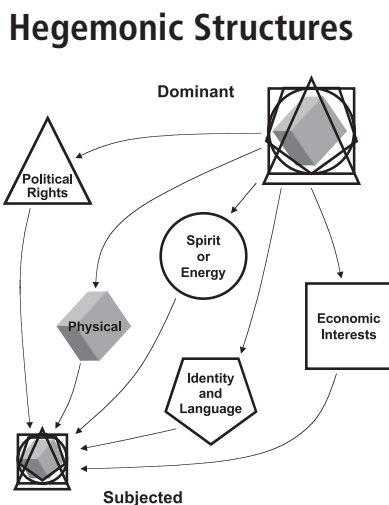 Hegemonic Structures
Dominant
Political
Rights
Spirit
or
Energy
Physical
Economic
Interests
Identity
and
Language
Subjected